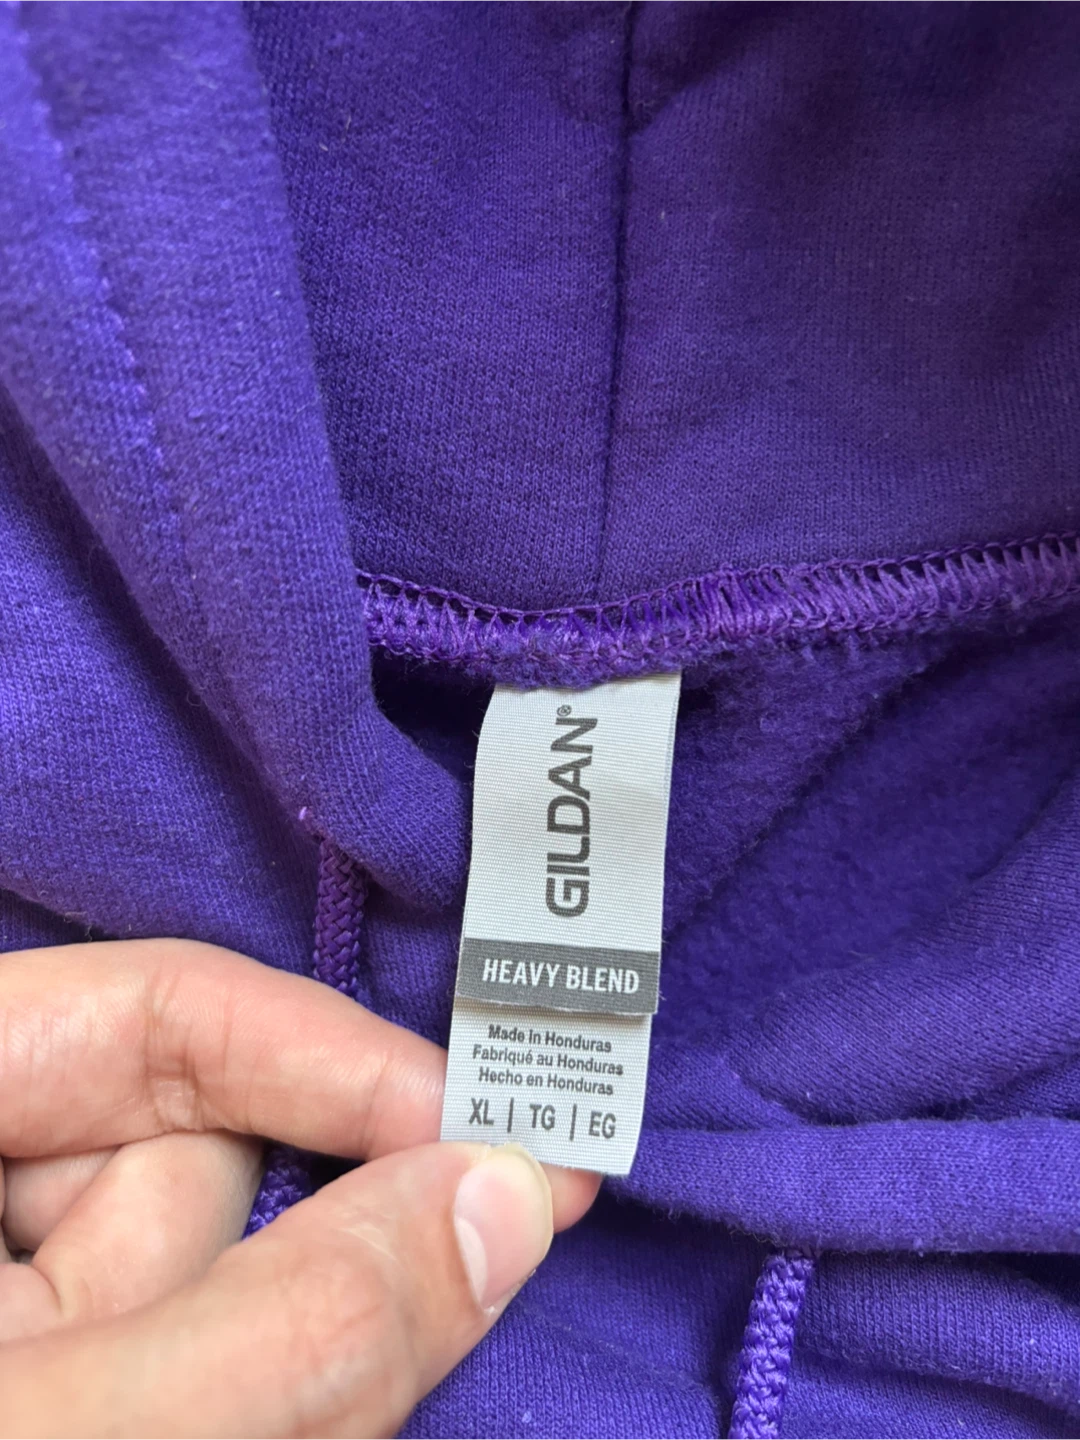 GILDAN®
HEAVY BLEND
Made in Honduras
Fabriqué au Honduras
Hecho en Honduras
XL | TG | EG